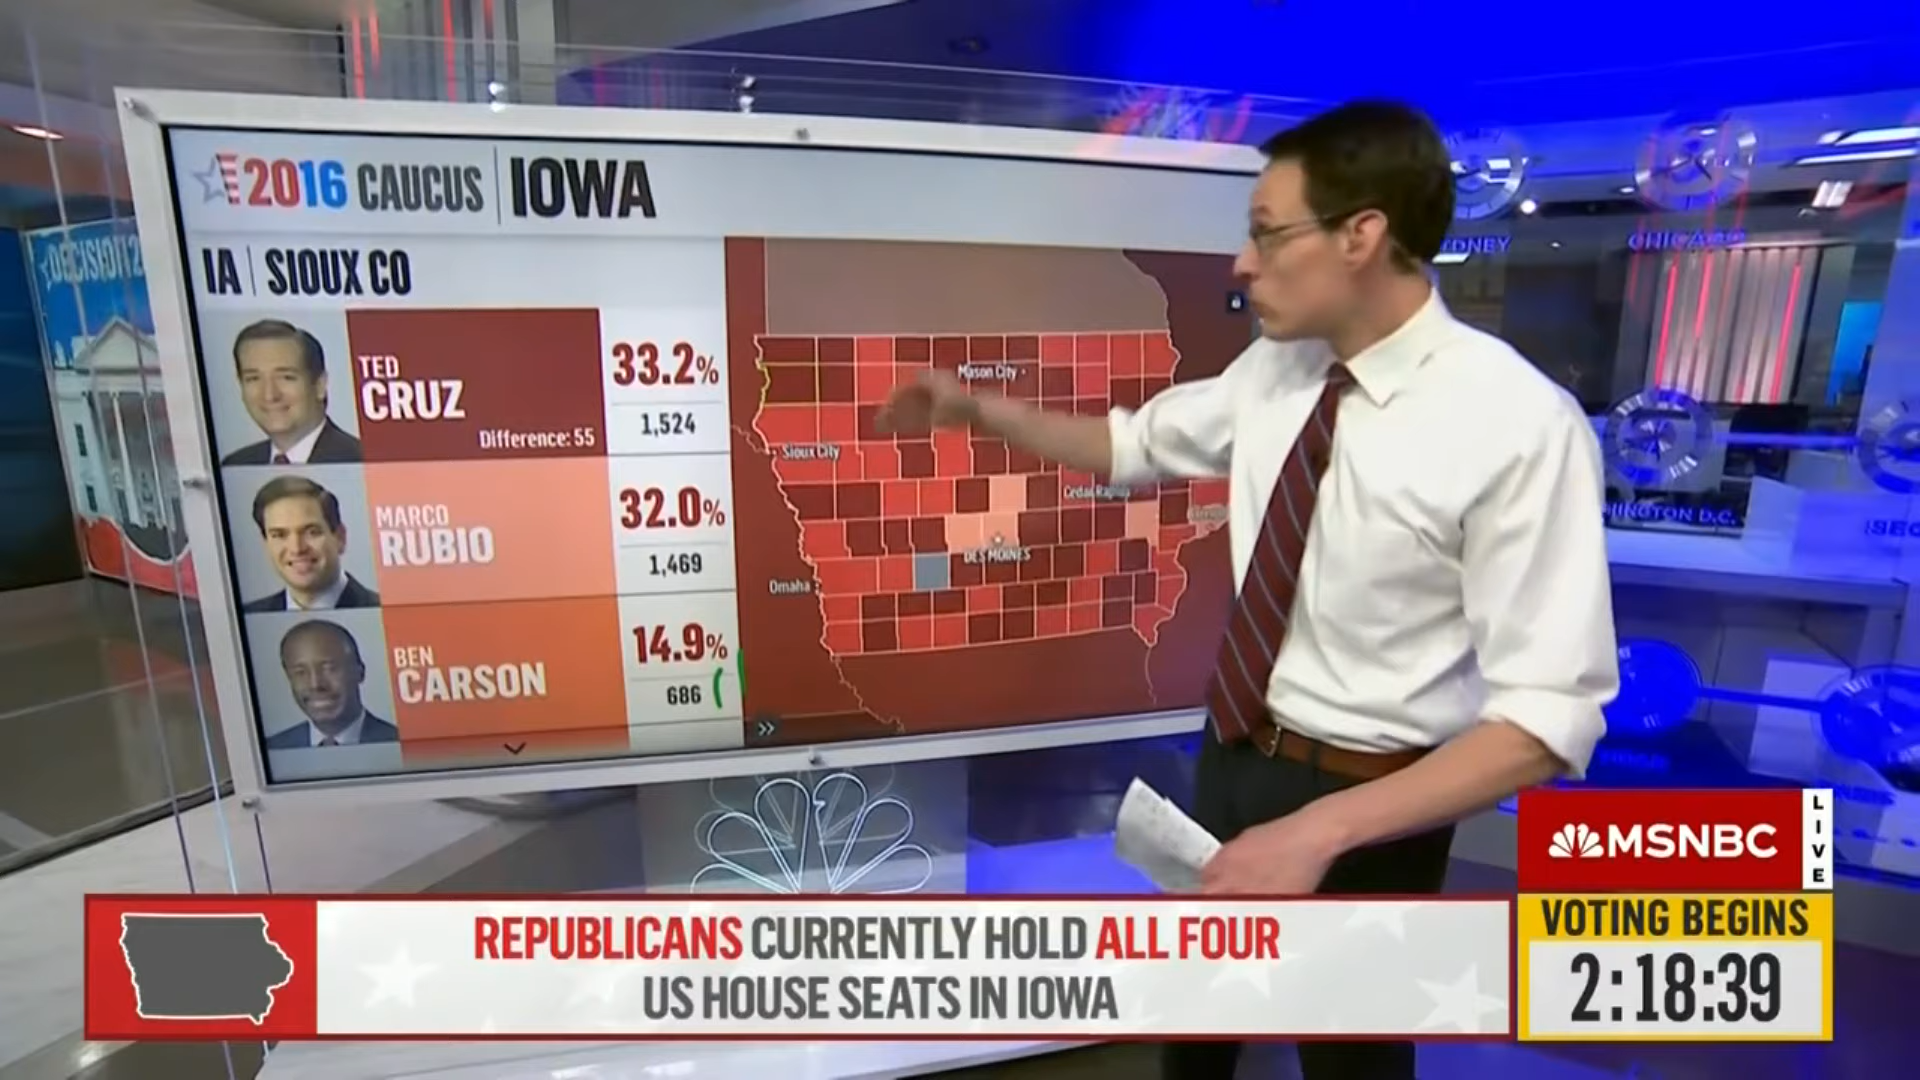 2016 CAUCUS IOWA
IA SIOUX CO
TED
CRUZ
Difference: 55
33.2%
1,524
MARCO
RUBIO
32.0%
1,469
BEN
CARSON
14.9%
686
Mason City
Sioux City
Cedar Rapids
DES MOINES
Omaha
CHICAGO
MSNBC
LIVE
REPUBLICANS CURRENTLY HOLD ALL FOUR
US HOUSE SEATS IN IOWA
VOTING BEGINS
2:18:39